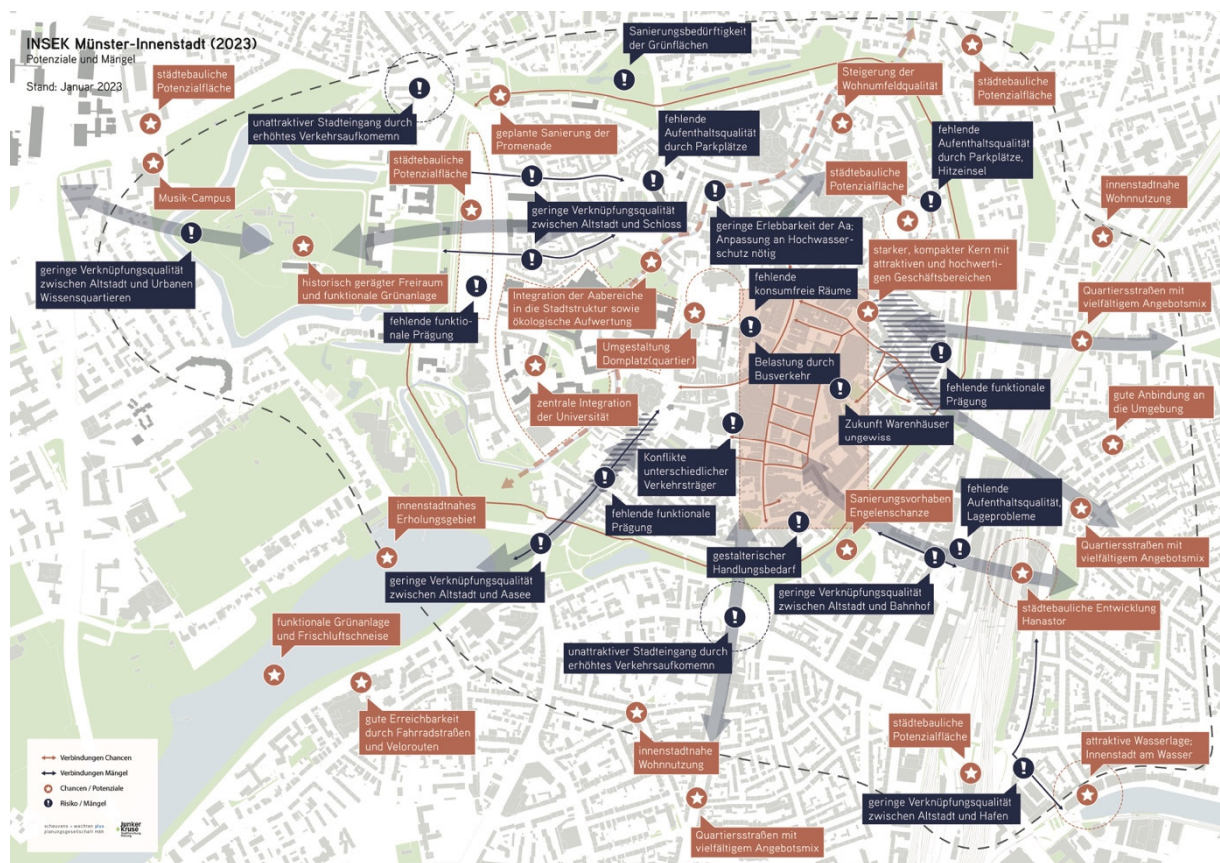 INSEK Münster-Innenstadt (2023)
Potenziale und Mängel
Stand: Januar 2023
städtebauliche
Potenzialfläche
unattraktiver Stadteingang durch
erhöhtes Verkehrsaufkomemn
Sanierungsbedürftigkeit
der Grünflächen
geplante Sanierung der
Promenade
fehlende
Aufenthaltsqualität
durch Parkplätze
Steigerung der
Wohnumfeldqualität
städtebauliche
Potenzialfläche
fehlende
Aufenthaltsqualität
durch Parkplätze,
Hitzeinsel
Musik-Campus
städtebauliche
Potenzialfläche
städtebauliche
Potenzialfläche
innenstadtnahe
Wohnnutzung
geringe Verknüpfungsqualität
zwischen Altstadt und Schloss
geringe Erlebbarkeit der Aa;
Anpassung an Hochwasser-
schutz nötig
starker, kompakter Kern mit
attraktiven und hochwerti-
gen Geschäftsbereichen
geringe Verknüpfungsqualität
zwischen Altstadt und Urbanen
Wissensquartieren
historisch gerägter Freiraum
und funktionale Grünanlage
fehlende funktio-
nale Prägung
Integration der Aabereiche
in die Stadtstruktur sowie
ökologische Aufwertung
fehlende
konsumfreie Räume
Quartiersstraßen mit
vielfältigem Angebotsmix
Umgestaltung
Domplatz(quartier)
Belastung durch
Busverkehr
fehlende funktionale
Prägung
zentrale Integration
der Universität
Zukunft Warenhäuser
ungewiss
gute Anbindung an
die Umgebung
Konflikte
unterschiedlicher
Verkehrsträger
innenstadtnahes
Erholungsgebiet
fehlende funktionale
Prägung
Sanierungsvorhaben
Engelenschanze
fehlende
Aufenthaltsqualität,
Lageprobleme
gestalterischer
Handlungsbedarf
Quartiersstraßen mit
vielfältigem Angebotsmix
geringe Verknüpfungsqualität
zwischen Altstadt und Aasee
geringe Verknüpfungsqualität
zwischen Altstadt und Bahnhof
städtebauliche Entwicklung
Hanastor
funktionale Grünanlage
und Frischluftschneise
unattraktiver Stadteingang durch
erhöhtes Verkehrsaufkomemn
gute Erreichbarkeit
durch Fahrradstraßen
und Velorouten
innenstadtnahe
Wohnnutzung
städtebauliche
Potenzialfläche
attraktive Wasserlage;
Innenstadt am Wasser
geringe Verknüpfungsqualität
zwischen Altstadt und Hafen
Quartiersstraßen mit
vielfältigem Angebotsmix
Verbindungen Chancen
Verbindungen Mängel
Chancen / Potenziale
Risiko / Mängel
scheuvens + wachten plus
planungsgesellschaft mbh
Junker
Kruse